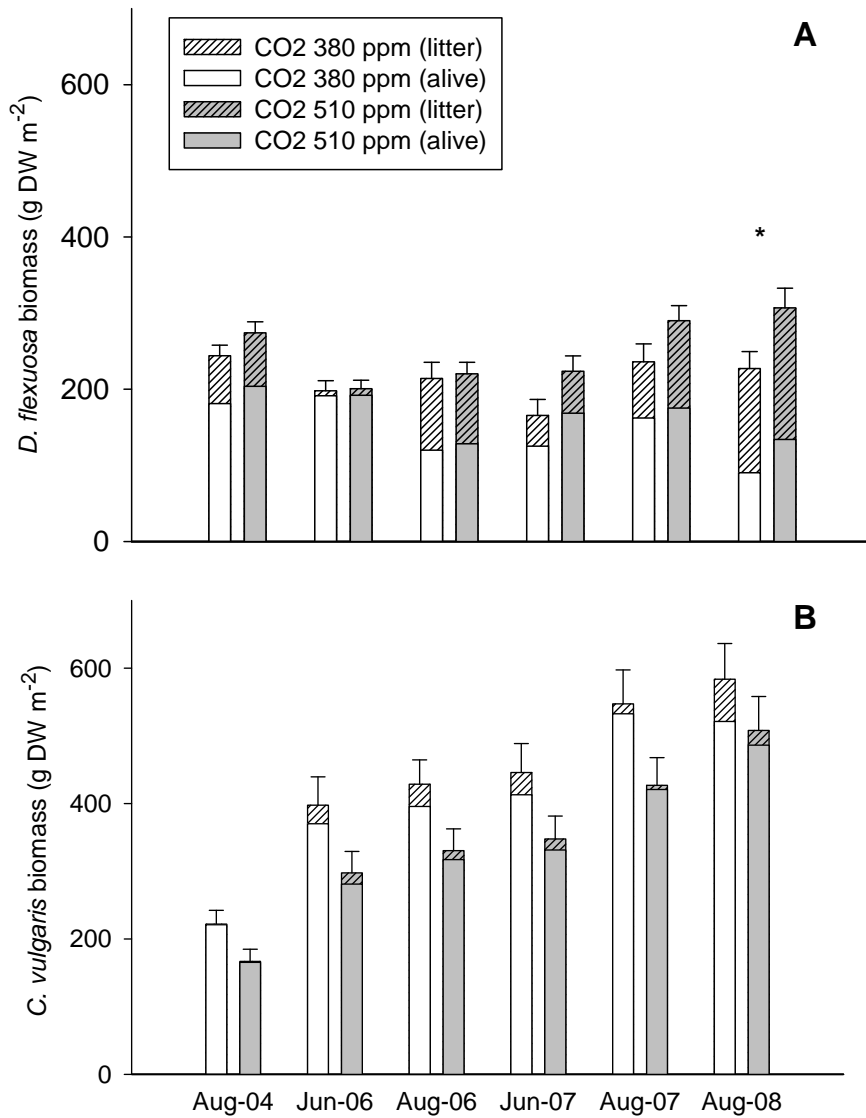 A
CO2 380 ppm (litter)
CO2 380 ppm (alive)
CO2 510 ppm (litter)
CO2 510 ppm (alive)
D. flexuosa biomass (g DW m-2)
600
400
200
0
*
B
C. vulgaris biomass (g DW m-2)
600
400
200
0
Aug-04 Jun-06 Aug-06 Jun-07 Aug-07 Aug-08